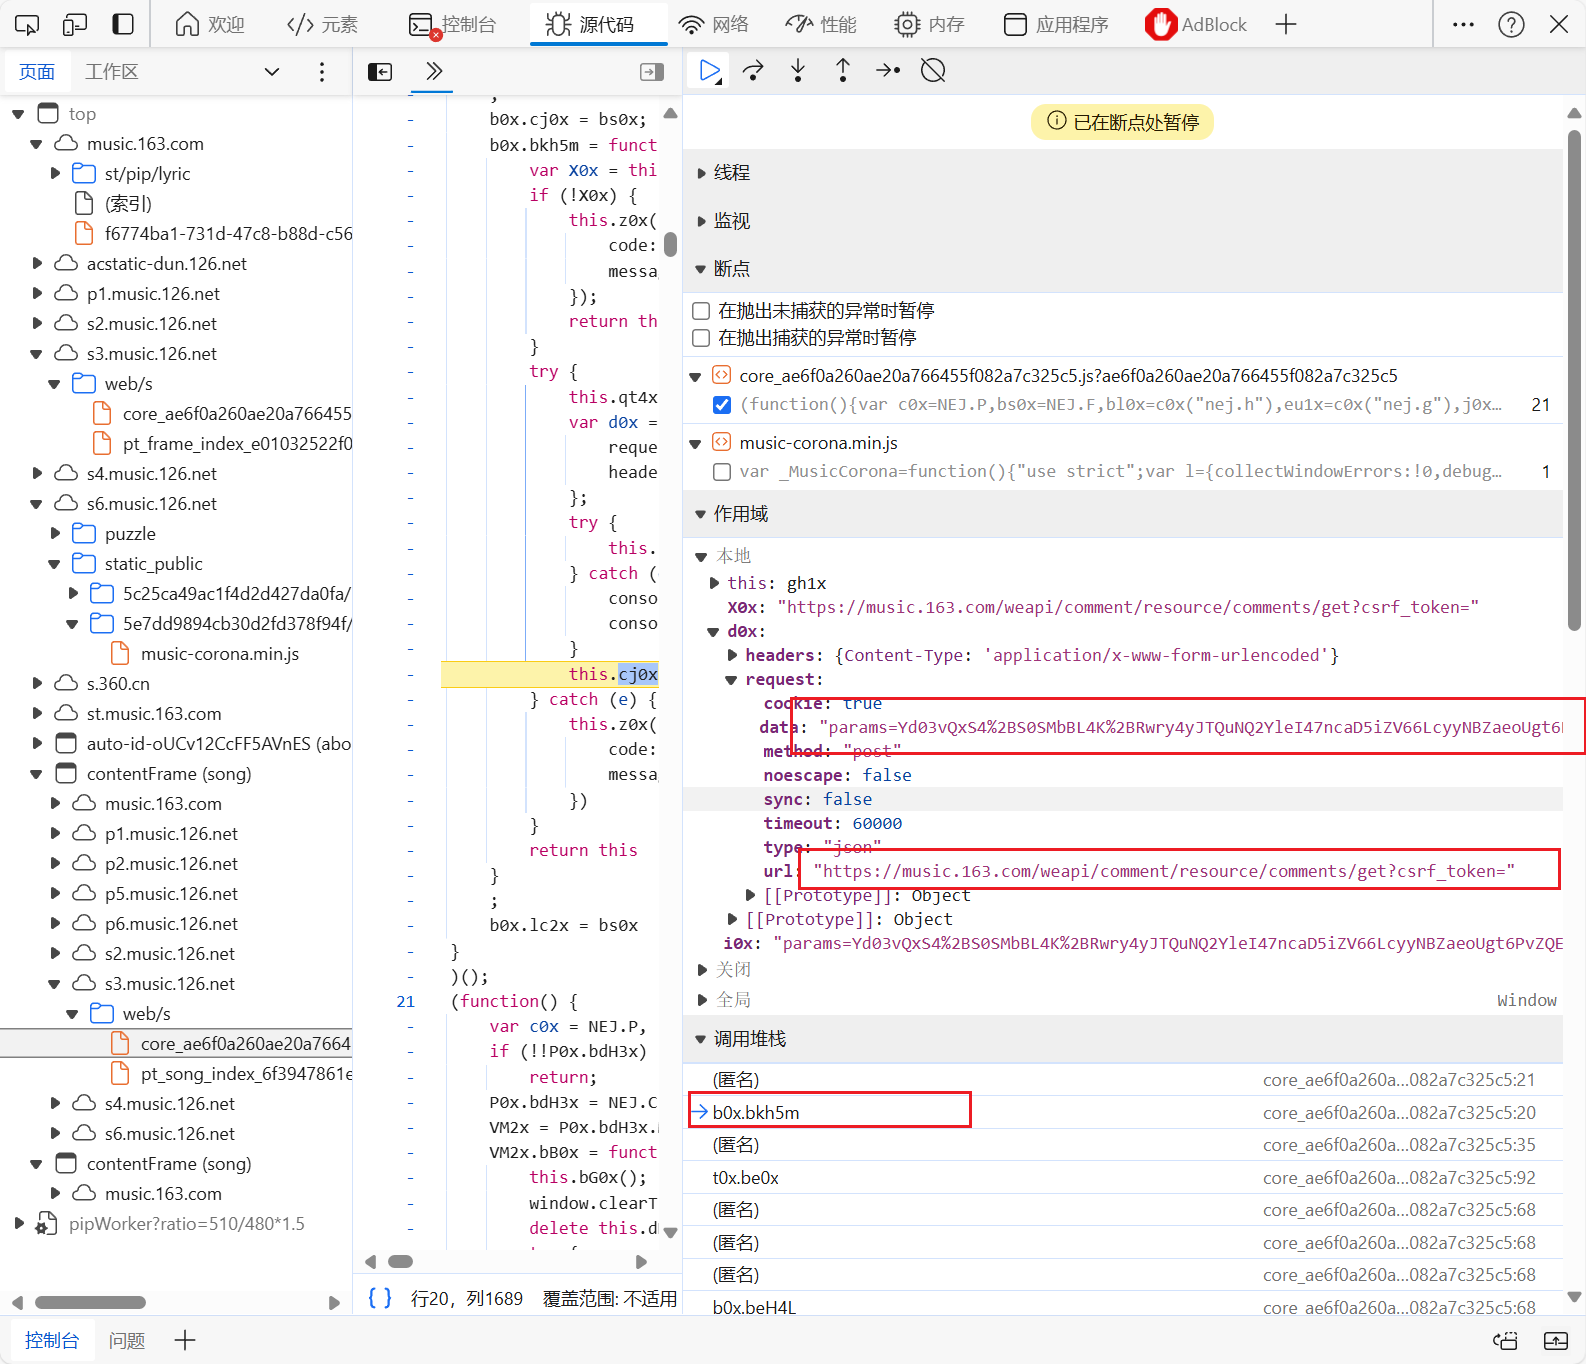 欢迎
元素
控制台
源代码
网络
性能
内存
应用程序
AdBlock
页面
工作区
top
music.163.com
st/pip/lyric
(索引)
f6774ba1-731d-47c8-b88d-c56
acstatic-dun.126.net
p1.music.126.net
s2.music.126.net
s3.music.126.net
web/s
core_ae6f0a260ae20a766455
pt_frame_index_e01032522f0
s4.music.126.net
s6.music.126.net
puzzle
static_public
5c25ca49ac1f4d2d427da0fa/
5e7dd9894cb30d2fd378f94f/
music-corona.min.js
s.360.cn
st.music.163.com
auto-id-oUCv12CcFF5AVnES (abo
contentFrame (song)
music.163.com
p1.music.126.net
p2.music.126.net
p5.music.126.net
p6.music.126.net
s2.music.126.net
s3.music.126.net
web/s
core_ae6f0a260ae20a7664
pt_song_index_6f3947861e
s4.music.126.net
s6.music.126.net
contentFrame (song)
music.163.com
pipWorker?ratio=510/480*1.5
;
b0x.cj0x = bs0x;
b0x.bkh5m = funct
var X0x = thi
if (!X0x) {
this.z0x(
code:
messa
});
return th
}
try {
this.qt4x
var d0x =
reque
heade
};
try {
this.
} catch (
conso
conso
}
this.cj0x
} catch (e) {
this.z0x(
code:
messa
})
}
return this
}
;
b0x.lc2x = bs0x
}
)();
21 (function() {
var c0x = NEJ.P,
if (!!P0x.bdH3x)
return;
P0x.bdH3x = NEJ.C
VM2x = P0x.bdH3x.
VM2x.bB0x = funct
this.bG0x();
window.clearT
delete this.d
{ } 行20，列1689 覆盖范围: 不适用
已在断点处暂停
线程
监视
断点
在抛出未捕获的异常时暂停
在抛出捕获的异常时暂停
core_ae6f0a260ae20a766455f082a7c325c5.js?ae6f0a260ae20a766455f082a7c325c5
(function(){var c0x=NEJ.P,bs0x=NEJ.F,bl0x=c0x("nej.h"),eu1x=c0x("nej.g"),j0x… 21
music-corona.min.js
var _MusicCorona=function(){"use strict";var l={collectWindowErrors:!0,debug… 1
作用域
本地
this: gh1x
X0x: "https://music.163.com/weapi/comment/resource/comments/get?csrf_token="
d0x:
headers: {Content-Type: 'application/x-www-form-urlencoded'}
request:
cookie: true
data: "params=Yd03vQxS4%2BS0SMbBL4K%2BRwry4yJTQuNQ2YleI47ncaD5iZV66LcyyNBZaeoUgt6
method: "post"
noescape: false
sync: false
timeout: 60000
type: "json"
url: "https://music.163.com/weapi/comment/resource/comments/get?csrf_token="
[[Prototype]]: Object
[[Prototype]]: Object
i0x: "params=Yd03vQxS4%2BS0SMbBL4K%2BRwry4yJTQuNQ2YleI47ncaD5iZV66LcyyNBZaeoUgt6PvZQE
关闭
全局 Window
调用堆栈
(匿名) core_ae6f0a260a…082a7c325c5:21
b0x.bkh5m core_ae6f0a260a…082a7c325c5:20
(匿名) core_ae6f0a260a…082a7c325c5:35
t0x.be0x core_ae6f0a260a…082a7c325c5:92
(匿名) core_ae6f0a260a…082a7c325c5:68
(匿名) core_ae6f0a260a…082a7c325c5:68
(匿名) core_ae6f0a260a…082a7c325c5:68
b0x.beH4L core_ae6f0a260a…082a7c325c5:68
控制台
问题